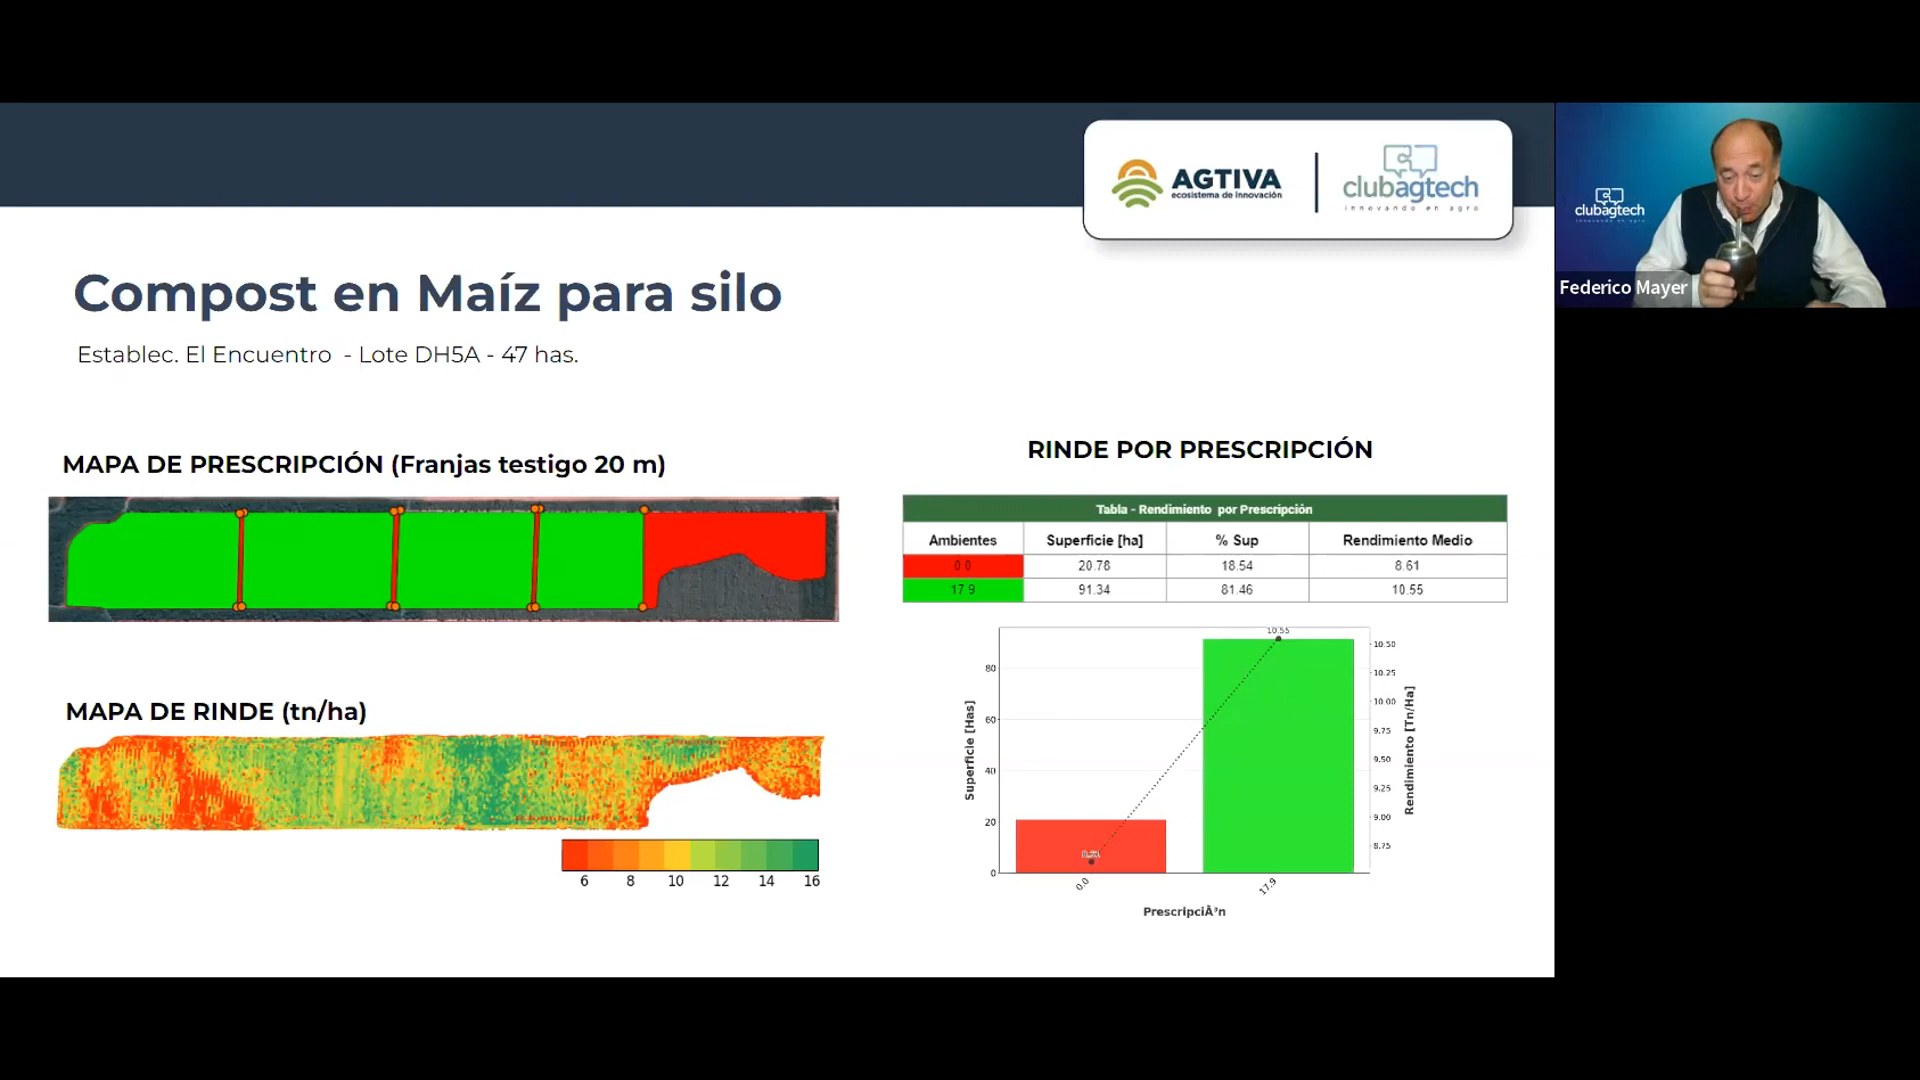 AGTIVA
ecosistema de innovación
clubagtech
innovando en agro
clubagtech
Federico Mayer
Compost en Maíz para silo
Establec. El Encuentro - Lote DH5A - 47 has.
MAPA DE PRESCRIPCIÓN (Franjas testigo 20 m)
MAPA DE RINDE (tn/ha)
6 8 10 12 14 16
RINDE POR PRESCRIPCIÓN
Tabla - Rendimiento por Prescripción
Ambientes Superficie [ha] % Sup Rendimiento Medio
0.0 20.78 18.54 8.61
17.9 91.34 81.46 10.55
10.55
8.61
80
60
40
20
0
Superficie [Has]
10.50
10.25
10.00
9.75
9.50
9.25
9.00
8.75
Rendimiento [Tn/Ha]
0.0 17.9
PrescripciÃ³n